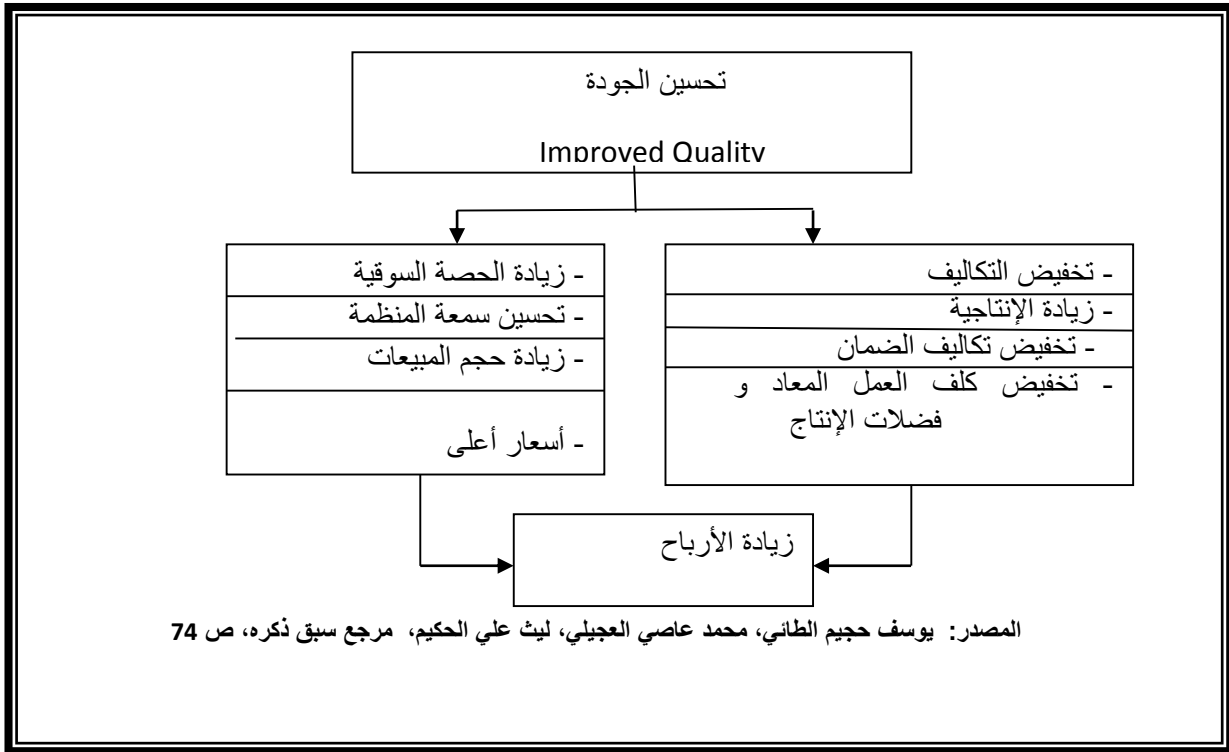 تحسين الجودة
Improved Quality
- تخفيض التكاليف
- زيادة الإنتاجية
- تخفيض تكاليف الضمان
- تخفيض كلف العمل المعاد و
فضلات الإنتاج
- زيادة الحصة السوقية
- تحسين سمعة المنظمة
- زيادة حجم المبيعات
- أسعار أعلى
زيادة الأرباح
المصدر: يوسف حجيم الطائي، محمد عاصي العجيلي، ليث علي الحكيم، مرجع سبق ذكره، ص 74